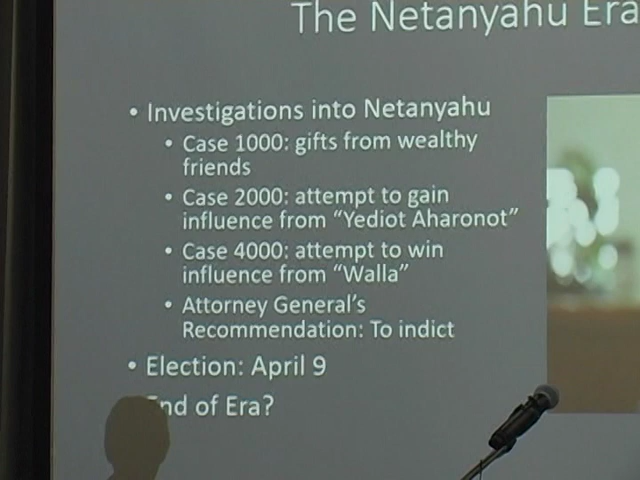 The Netanyahu Era
• Investigations into Netanyahu
• Case 1000: gifts from wealthy
friends
• Case 2000: attempt to gain
influence from “Yediot Aharonot”
• Case 4000: attempt to win
influence from “Walla”
• Attorney General’s
Recommendation: To indict
• Election: April 9
End of Era?